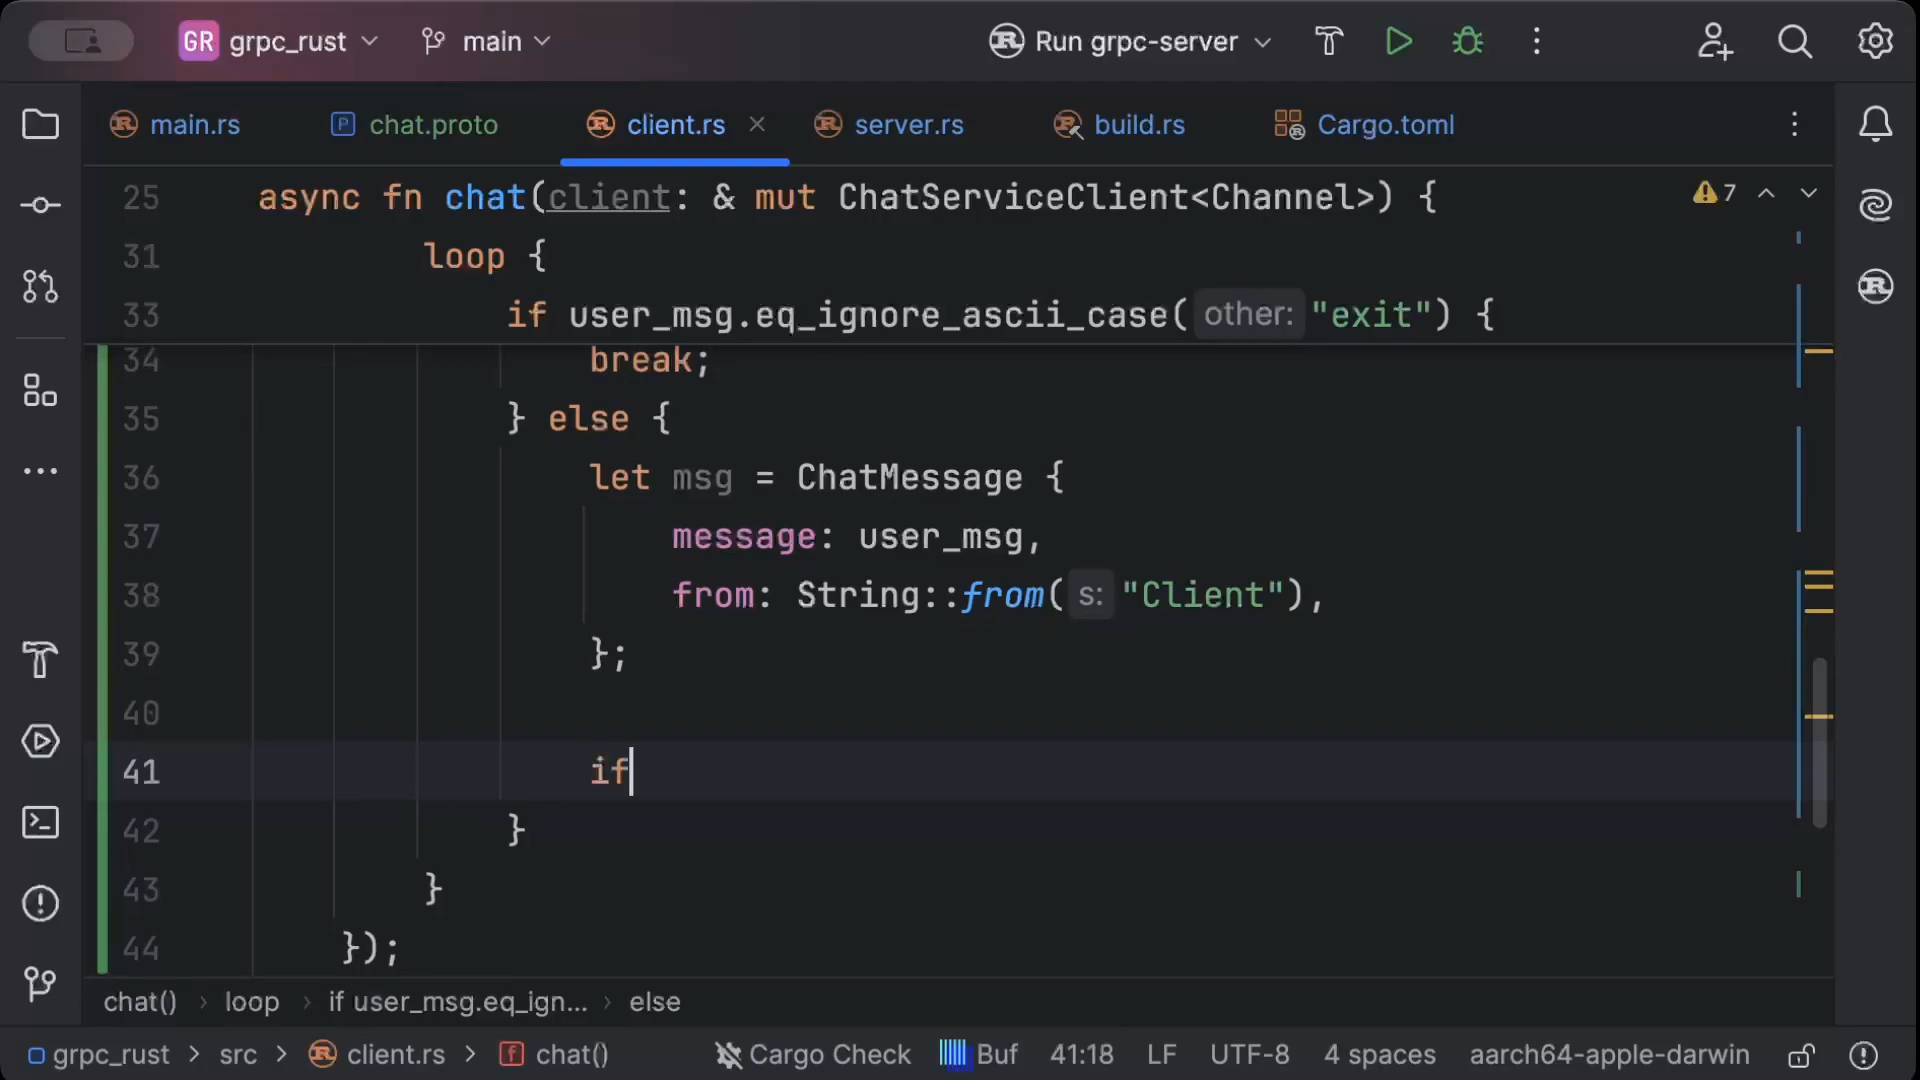 GR grpc_rust main Run grpc-server
main.rs chat.proto client.rs server.rs build.rs Cargo.toml
25 async fn chat(client: & mut ChatServiceClient<Channel>) { 7
31 loop {
33 if user_msg.eq_ignore_ascii_case( other: "exit") {
34 break;
35 } else {
36 let msg = ChatMessage {
37 message: user_msg,
38 from: String::from( s: "Client"),
39 };
40
41 if
42 }
43 }
44 });
chat() › loop › if user_msg.eq_ign... › else
grpc_rust > src > client.rs > f chat() Cargo Check Buf 41:18 LF UTF-8 4 spaces aarch64-apple-darwin